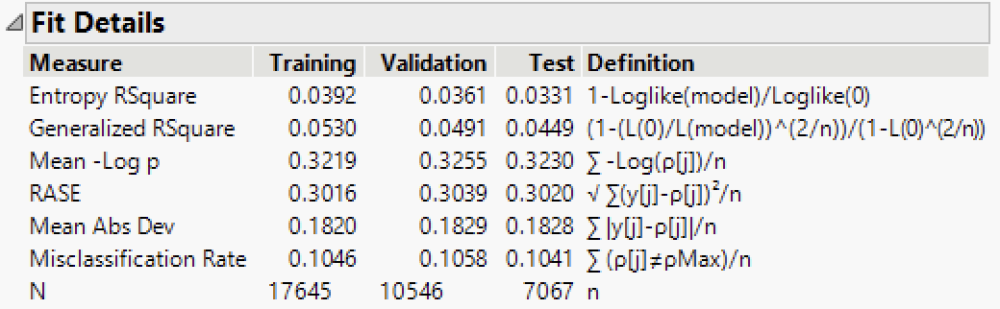 Fit Details
Measure Training Validation Test Definition
Entropy RSquare 0.0392 0.0361 0.0331 1-Loglike(model)/Loglike(0)
Generalized RSquare 0.0530 0.0491 0.0449 (1-(L(0)/L(model))^(2/n))/(1-L(0)^(2/n))
Mean -Log p 0.3219 0.3255 0.3230 ∑ -Log(ρ[j])/n
RASE 0.3016 0.3039 0.3020 √ ∑(y[j]-ρ[j])²/n
Mean Abs Dev 0.1820 0.1829 0.1828 ∑ |y[j]-ρ[j]|/n
Misclassification Rate 0.1046 0.1058 0.1041 ∑ (ρ[j]≠ρMax)/n
N 17645 10546 7067 n